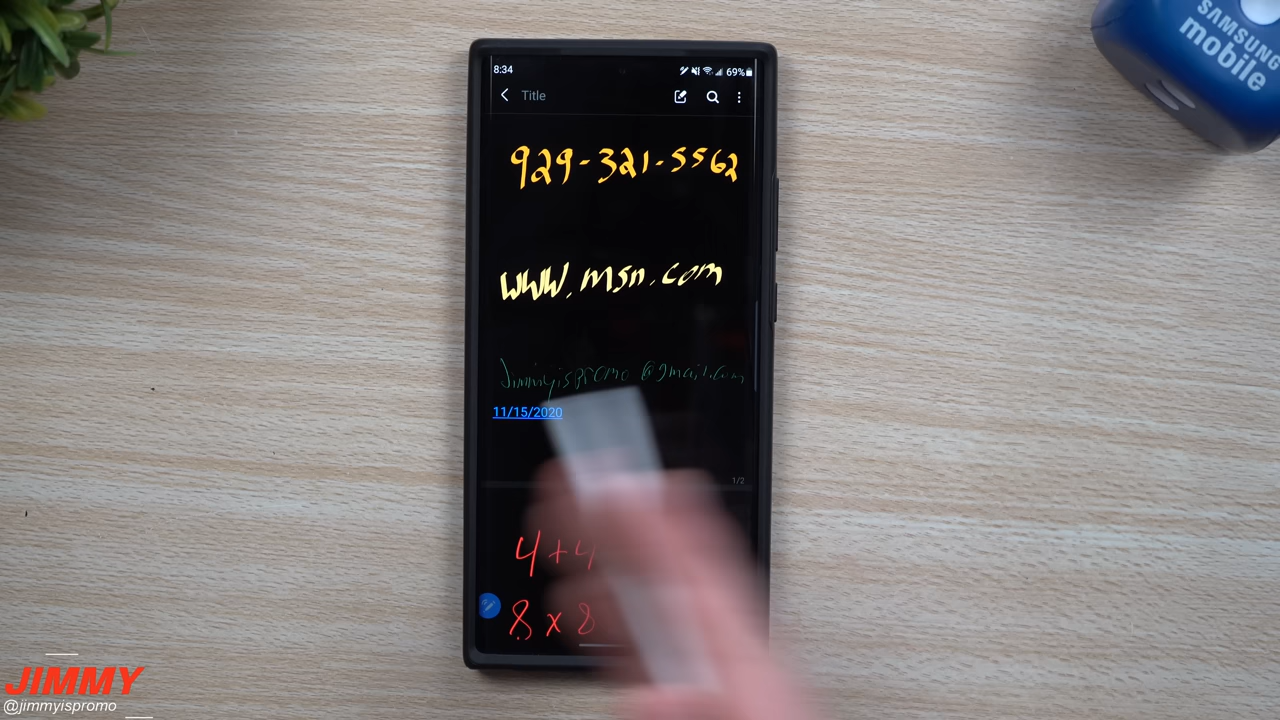 SAMSUNG
mobile
8:34
69%
Title
929-321-5562
www.msn.com
Jimmyispromo@gmail.com
11/15/2020
1/2
4+4
8x8
JIMMY
@jimmyispromo